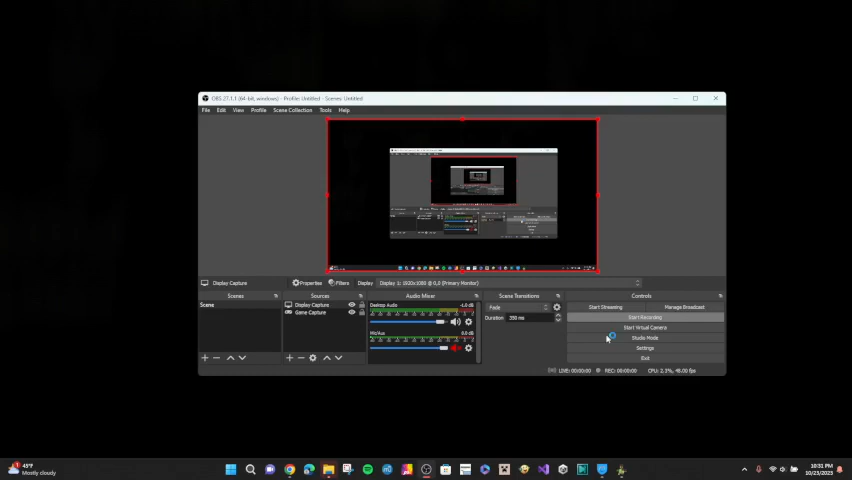 OBS 27.1.1 (64-bit, windows) - Profile: Untitled - Scenes: Untitled
File Edit View Profile Scene Collection Tools Help
Display Capture Properties Filters Display Display 1: 1920x1080 @ 0,0 (Primary Monitor)
Scenes Sources Audio Mixer Scene Transitions Controls
Scene
Display Capture
Game Capture
Desktop Audio
Mic/Aux 0.0 dB
Fade
Duration
Start Streaming Manage Broadcast
Start Recording
Start Virtual Camera
Studio Mode
Settings
Exit
LIVE: 00:00:00 REC: 00:00:00
45°F
Mostly cloudy
10:31 PM
10/23/2023